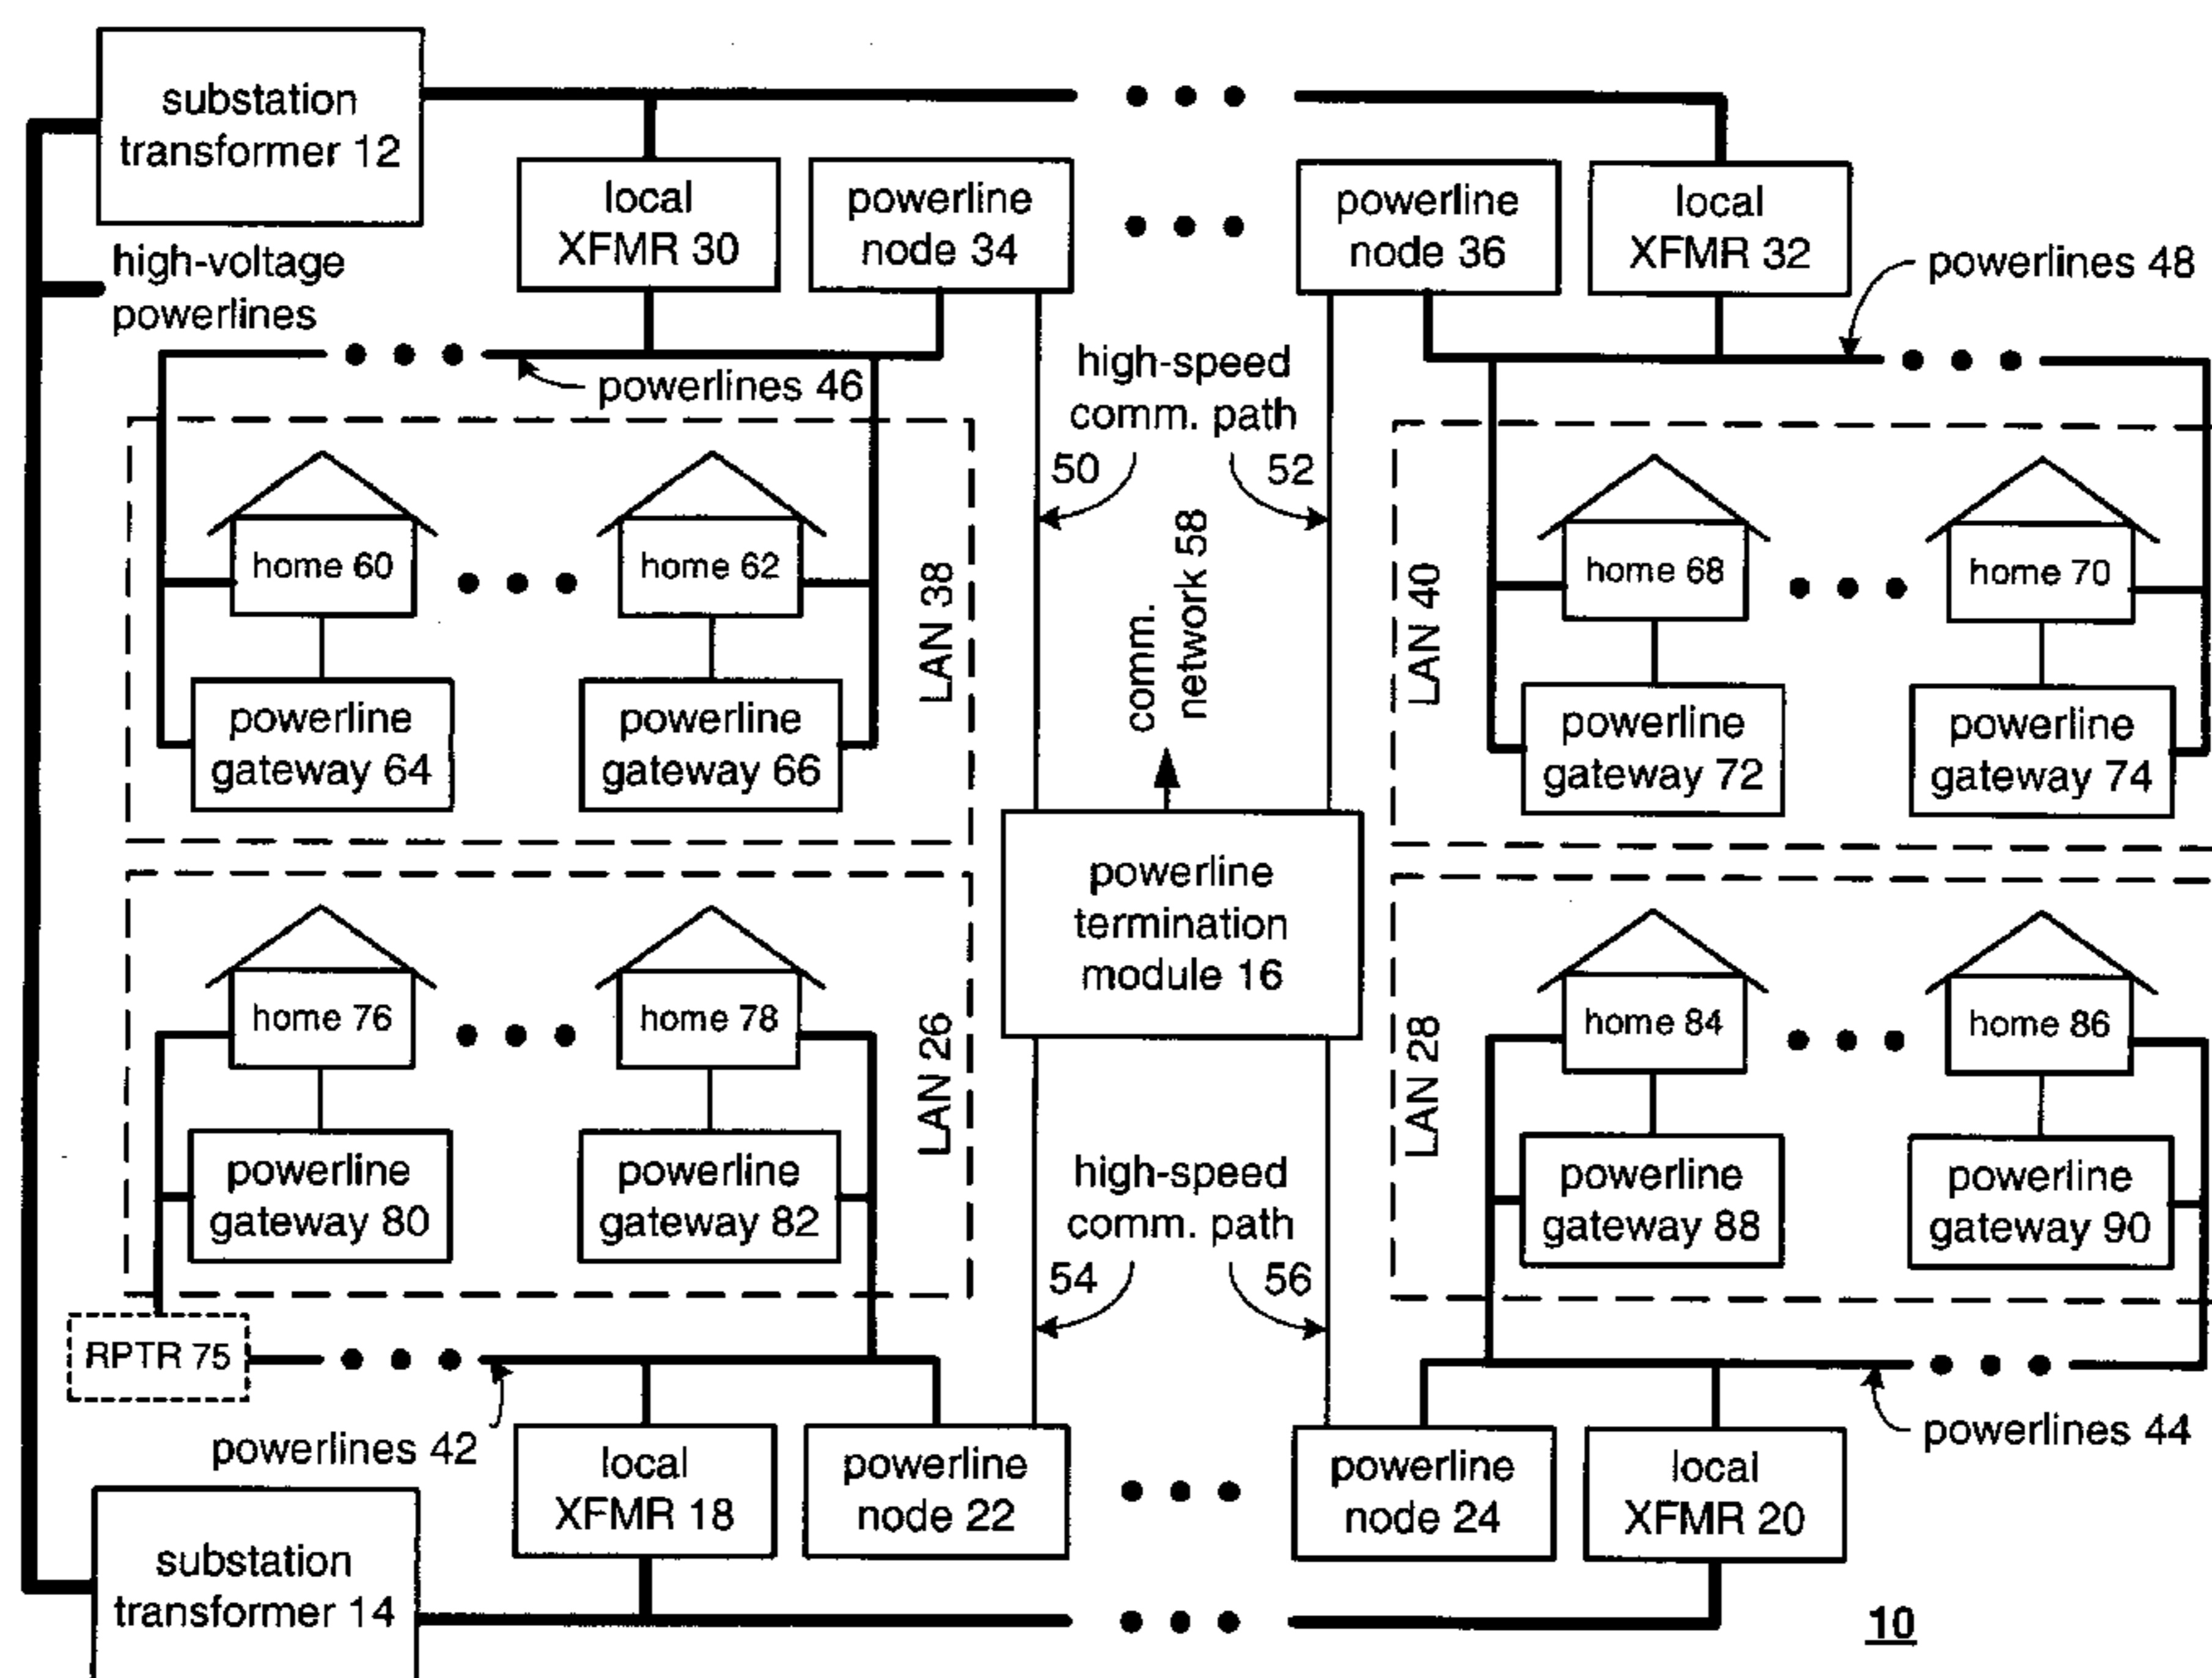 substation
transformer 12
high-voltage
powerlines
local
XFMR 30
powerline
node 34
powerline
node 36
local
XFMR 32
powerlines 48
powerlines 46
high-speed
comm. path
50
52
comm.
network 58
home 60
home 62
LAN 38
powerline
gateway 64
powerline
gateway 66
LAN 40
home 68
home 70
powerline
gateway 72
powerline
gateway 74
powerline
termination
module 16
home 76
home 78
LAN 26
powerline
gateway 80
powerline
gateway 82
LAN 28
home 84
home 86
powerline
gateway 88
powerline
gateway 90
high-speed
comm. path
54
56
RPTR 75
powerlines 42
local
XFMR 18
powerline
node 22
powerline
node 24
local
XFMR 20
powerlines 44
substation
transformer 14
10